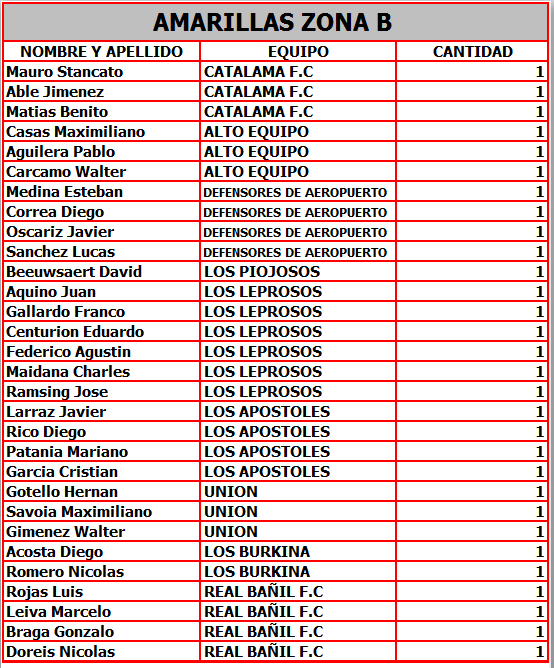 AMARILLAS ZONA B
NOMBRE Y APELLIDO EQUIPO CANTIDAD
Mauro Stancato CATALAMA F.C 1
Able Jimenez CATALAMA F.C 1
Matias Benito CATALAMA F.C 1
Casas Maximiliano ALTO EQUIPO 1
Aguilera Pablo ALTO EQUIPO 1
Carcamo Walter ALTO EQUIPO 1
Medina Esteban DEFENSORES DE AEROPUERTO 1
Correa Diego DEFENSORES DE AEROPUERTO 1
Oscariz Javier DEFENSORES DE AEROPUERTO 1
Sanchez Lucas DEFENSORES DE AEROPUERTO 1
Beeuwsaert David LOS PIOJOSOS 1
Aquino Juan LOS LEPROSOS 1
Gallardo Franco LOS LEPROSOS 1
Centurion Eduardo LOS LEPROSOS 1
Federico Agustin LOS LEPROSOS 1
Maidana Charles LOS LEPROSOS 1
Ramsing Jose LOS LEPROSOS 1
Larraz Javier LOS APOSTOLES 1
Rico Diego LOS APOSTOLES 1
Patania Mariano LOS APOSTOLES 1
Garcia Cristian LOS APOSTOLES 1
Gotello Hernan UNION 1
Savoia Maximiliano UNION 1
Gimenez Walter UNION 1
Acosta Diego LOS BURKINA 1
Romero Nicolas LOS BURKINA 1
Rojas Luis REAL BAÑIL F.C 1
Leiva Marcelo REAL BAÑIL F.C 1
Braga Gonzalo REAL BAÑIL F.C 1
Doreis Nicolas REAL BAÑIL F.C 1